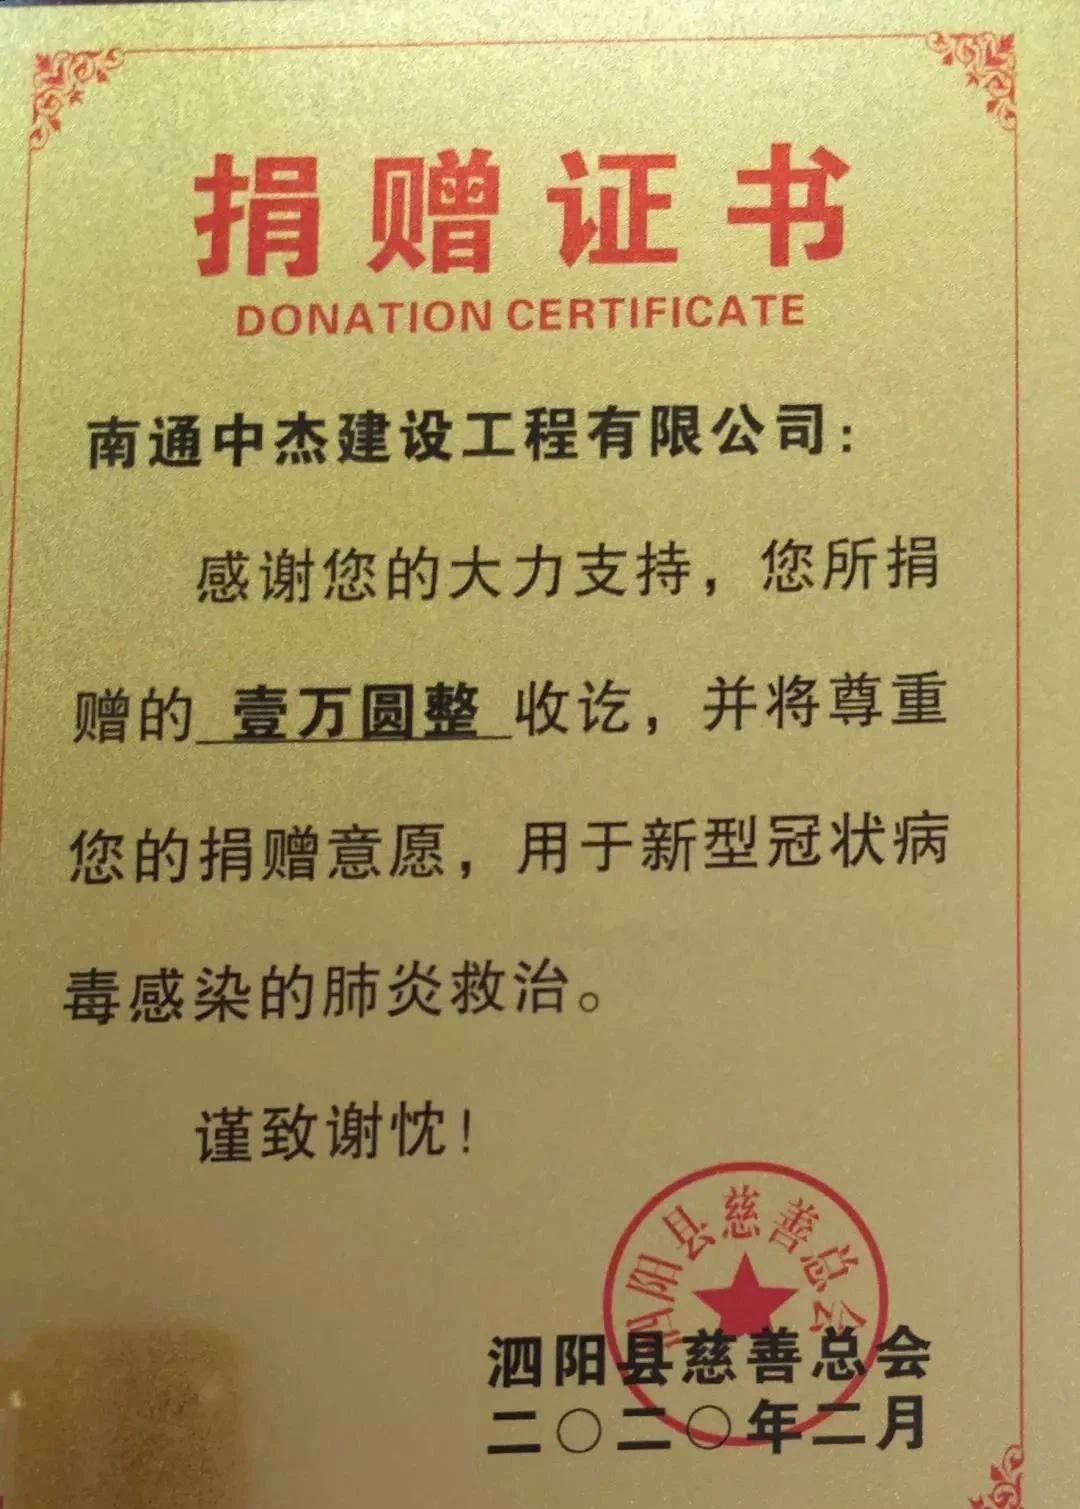 捐赠证书
DONATION CERTIFICATE
南通中杰建设工程有限公司：
感谢您的大力支持，您所捐
赠的 壹万圆整 收讫，并将尊重
您的捐赠意愿，用于新型冠状病
毒感染的肺炎救治。
谨致谢忱！
泗阳县慈善总会
泗阳县慈善总会
二〇二〇年二月